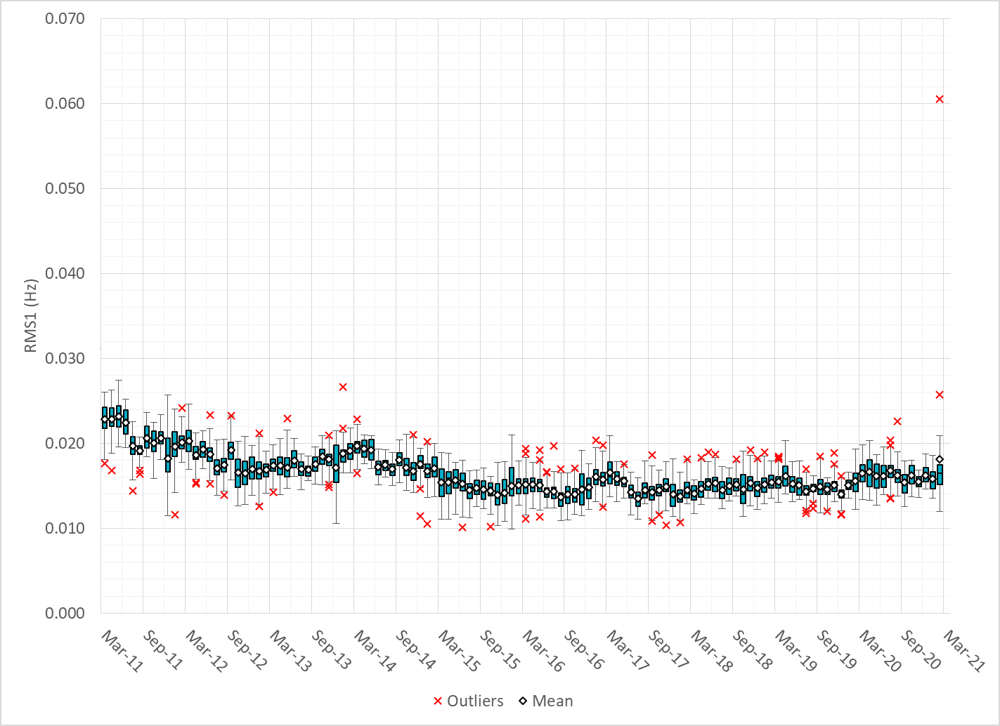 0.070
0.060
0.050
0.040
0.030
0.020
0.010
0.000
RMS1 (Hz)
Mar-11
Sep-11
Mar-12
Sep-12
Mar-13
Sep-13
Mar-14
Sep-14
Mar-15
Sep-15
Mar-16
Sep-16
Mar-17
Sep-17
Mar-18
Sep-18
Mar-19
Sep-19
Mar-20
Sep-20
Mar-21
Outliers
Mean